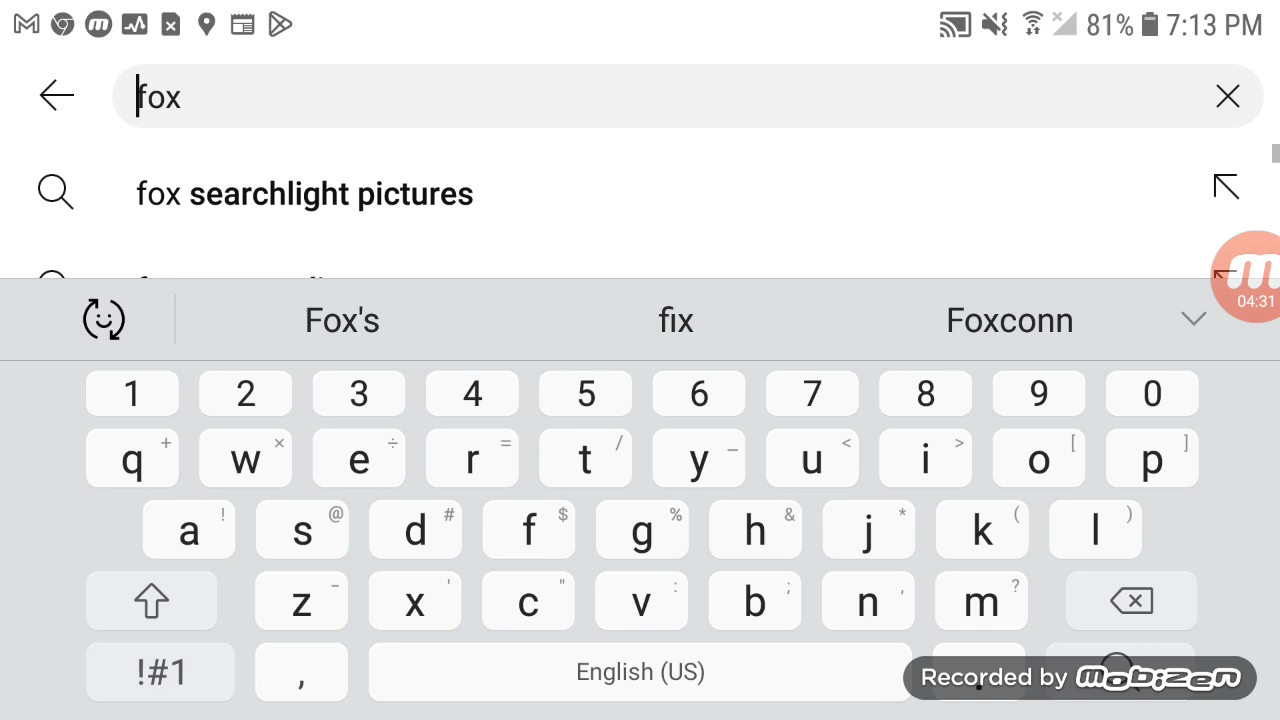 81% 7:13 PM
fox
fox searchlight pictures
04:31
Fox's fix Foxconn
1 2 3 4 5 6 7 8 9 0
q + w × e ÷ r = t / y _ u < i > o [ p ]
a ! s @ d # f $ g % h & j * k ( l )
z - x ' c " v : b ; n , m ?
!#1 , English (US) .
Recorded by mobizen